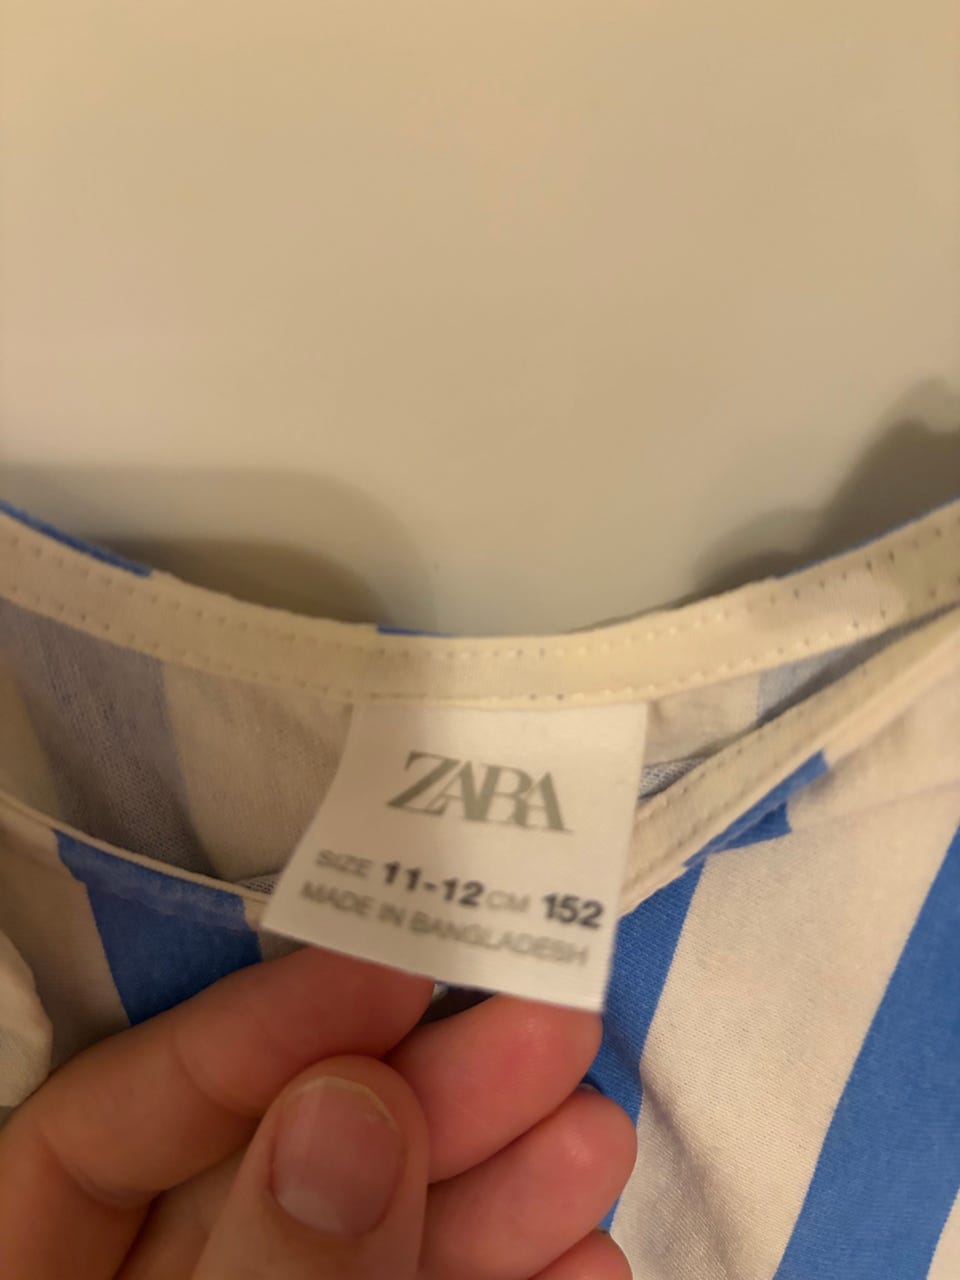 ZARA
SIZE 11-12 CM 152
MADE IN BANGLADESH